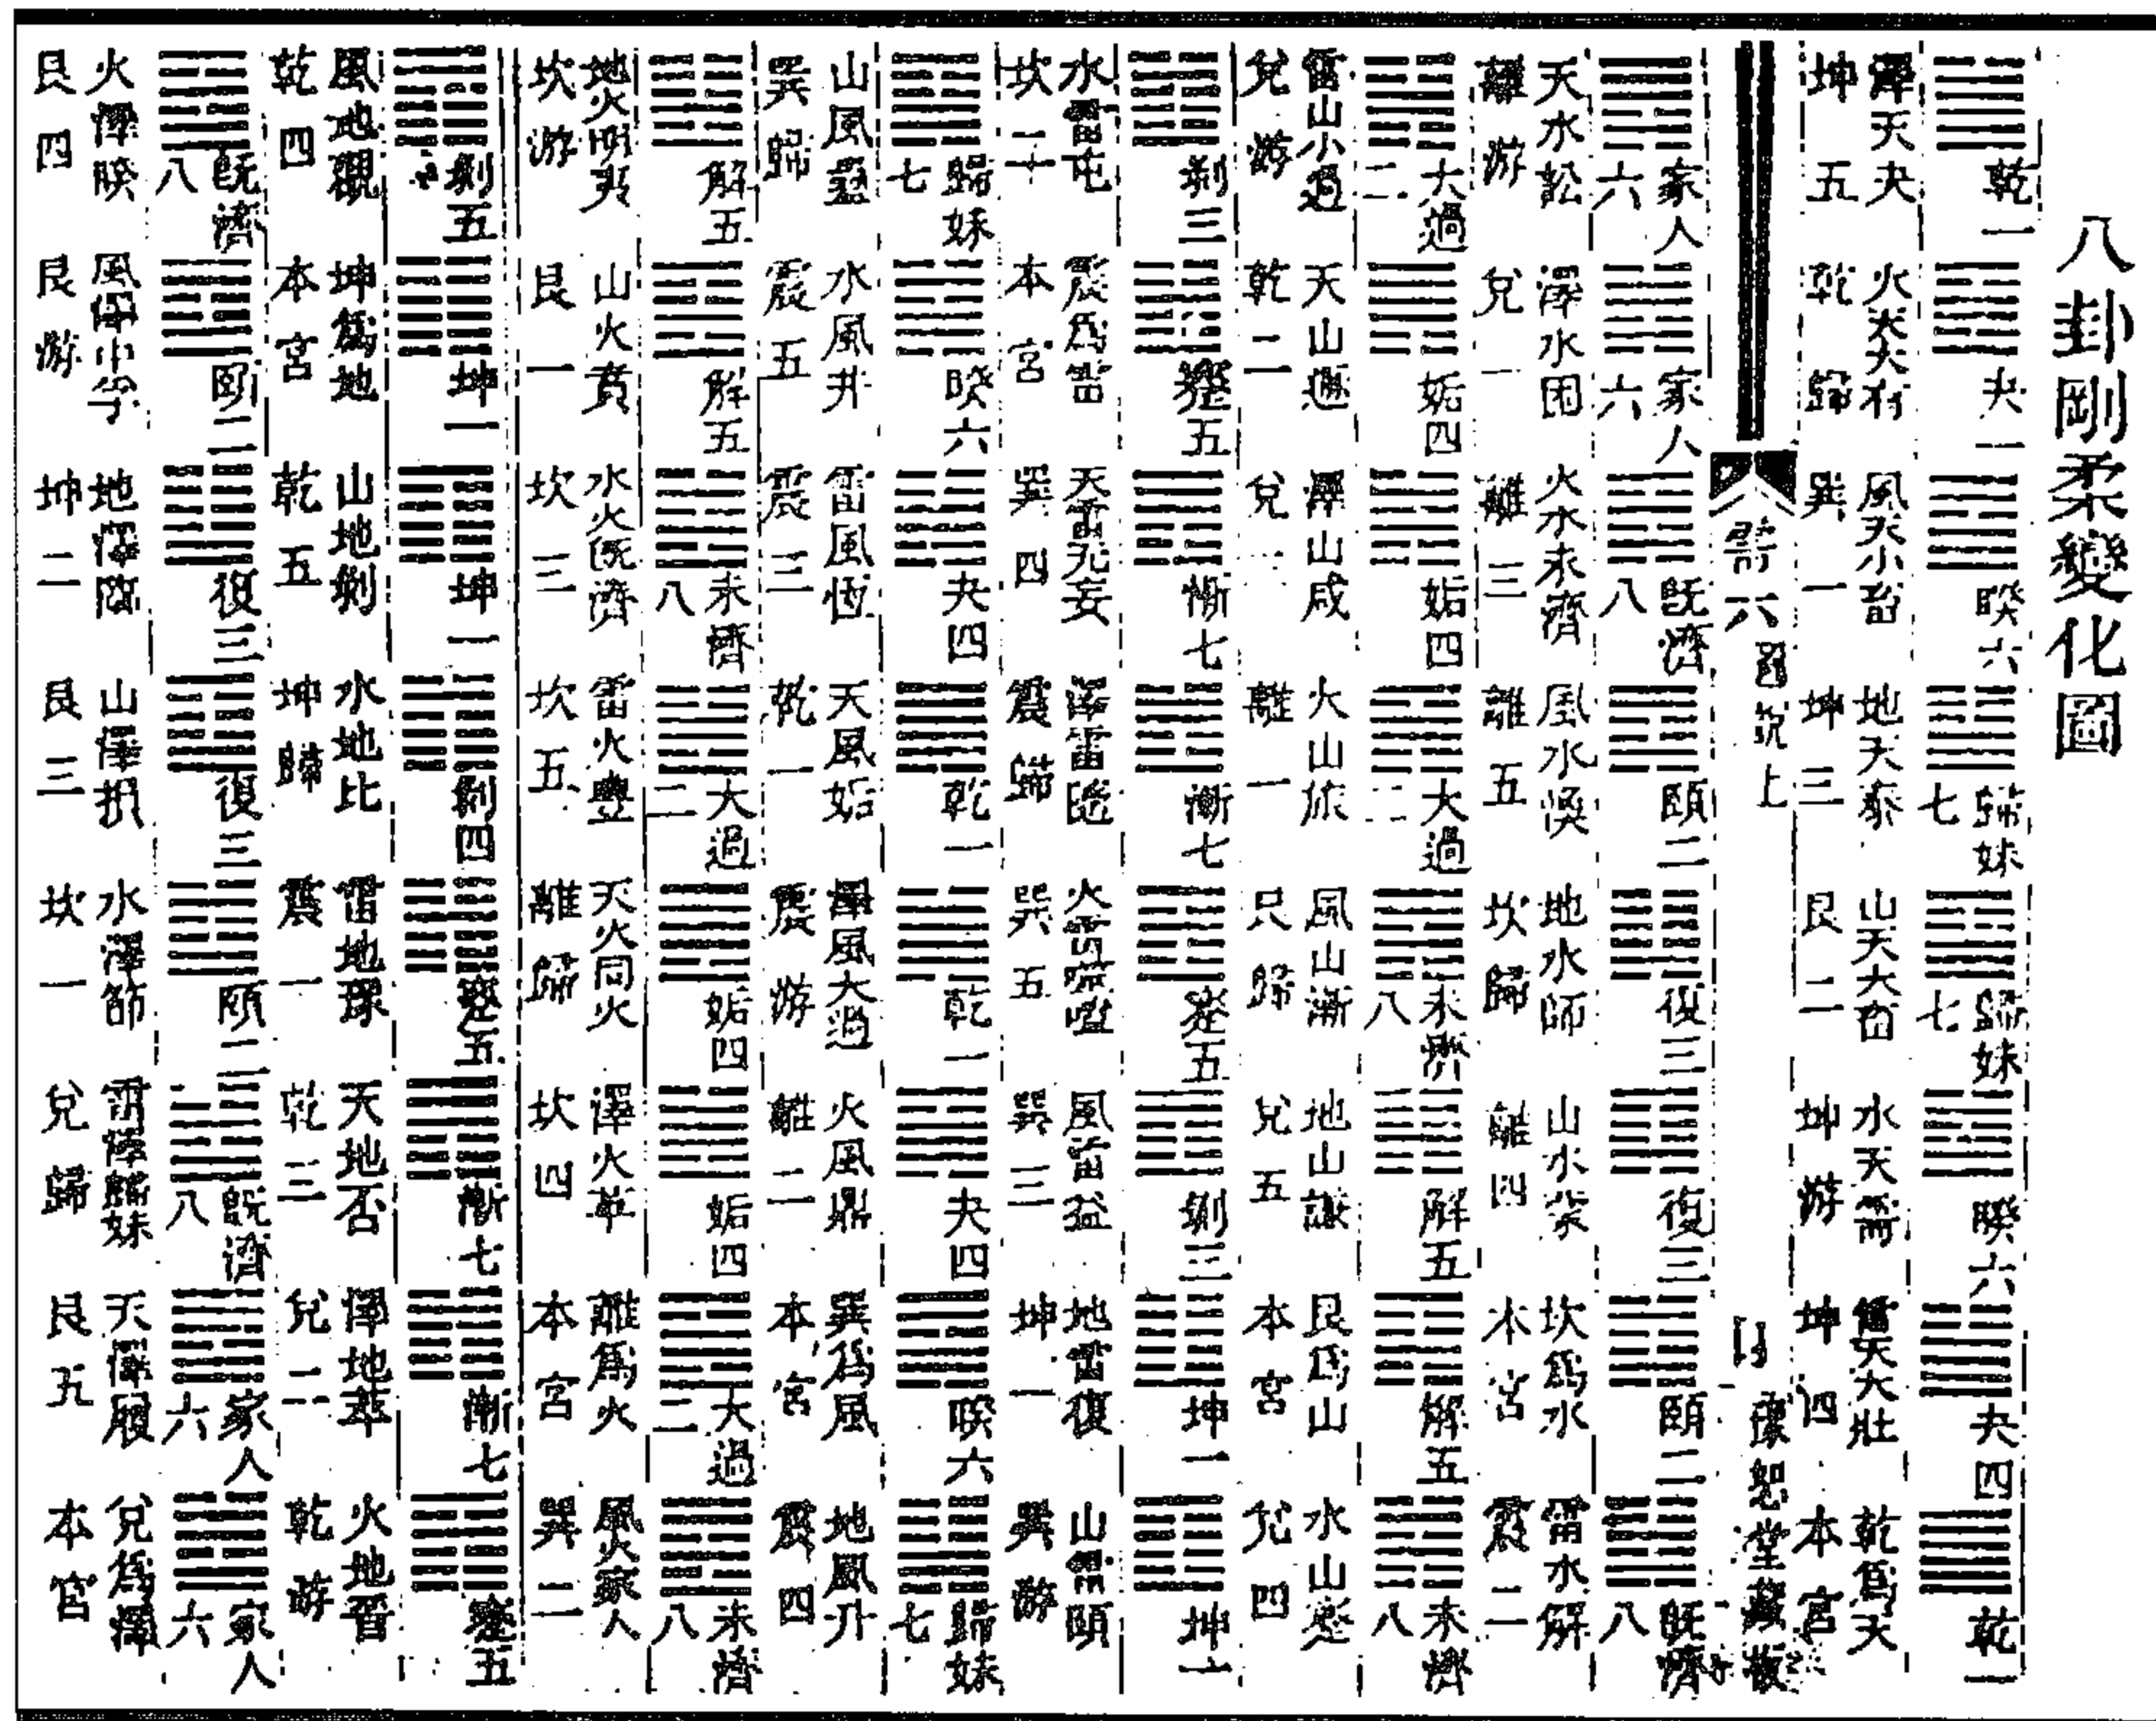 八卦剛柔變化圖
乾一 夬一 睽六 歸妹七 歸妹七 睽六 夬四 乾一
澤天夬 火天大有 風天小畜 地天泰 山天大畜 水天需 雷天大壯 乾爲天
坤五 乾歸 巽一 坤三 艮二 坤游 坤四 本宮
六 圖說上 豫恕堂藏板
家人六 家人六 既濟八 頤二 復三 復三 頤二 既濟八
天水訟 澤水困 火水未濟 風水渙 地水師 山水蒙 坎爲水 雷水解
離游 兌一 離三 離五 坎歸 離四 本宮 震二
大過二 姤四 姤四 大過二 未濟八 解五 解五 未濟八
雷山小過 天山遯 澤山咸 火山旅 風山漸 地山謙 艮爲山 水山蹇
兌游 乾二 兌 離一 艮歸 兌五 本宮 兌四
剝三 蹇五 漸七 漸七 蹇五 剝三 坤一 坤一
水雷屯 震爲雷 天雷无妄 澤雷隨 火雷噬嗑 風雷益 地雷復 山雷頤
坎二 本宮 巽四 震歸 巽五 巽三 坤一 巽游
歸妹七 睽六 夬四 乾一 乾一 夬四 睽六 歸妹七
山風蠱 水風井 雷風恆 天風姤 澤風大過 火風鼎 巽爲風 地風升
巽歸 震五 震三 乾一 震游 離二 本宮 震四
解五 解五 未濟八 大過二 姤四 姤四 大過二 未濟八
地火明夷 山火賁 水火既濟 雷火豐 天火同火 澤火革 離爲火 風火家人
坎游 艮一 坎三 坎五 離歸 坎四 本宮 巽二
剝五 坤一 坤一 剝四 蹇五 漸七 漸七 蹇五
風地觀 坤爲地 山地剝 水地比 雷地豫 天地否 澤地萃 火地晉
乾四 本宮 乾五 坤歸 震一 乾三 兌二 乾游
既濟八 頤二 復三 復三 頤二 既濟八 家人六 家人六
火澤睽 風澤中孚 地澤臨 山澤損 水澤節 雷澤歸妹 天澤履 兌爲澤
艮四 艮游 坤二 艮三 坎一 兌歸 艮五 本宮